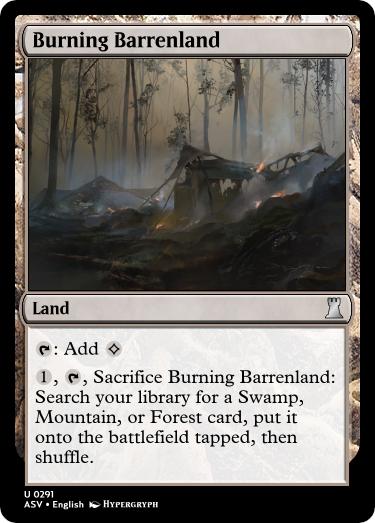 Burning Barrenland
Land
: Add
1, , Sacrifice Burning Barrenland:
Search your library for a Swamp,
Mountain, or Forest card, put it
onto the battlefield tapped, then
shuffle.
U 0291
ASV • English HYPERGRYPH